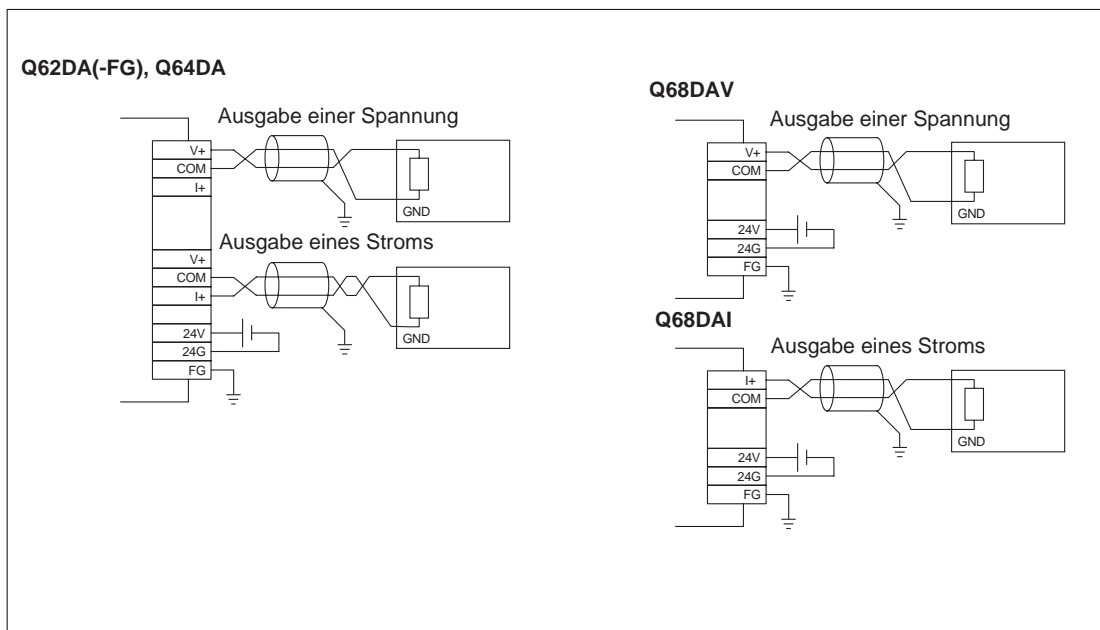 Q62DA(-FG), Q64DA
Ausgabe einer Spannung
V+
COM
I+
GND
Ausgabe eines Stroms
V+
COM
I+
24V
24G
FG
GND
Q68DAV
Ausgabe einer Spannung
V+
COM
24V
24G
FG
GND
Q68DAI
Ausgabe eines Stroms
I+
COM
24V
24G
FG
GND